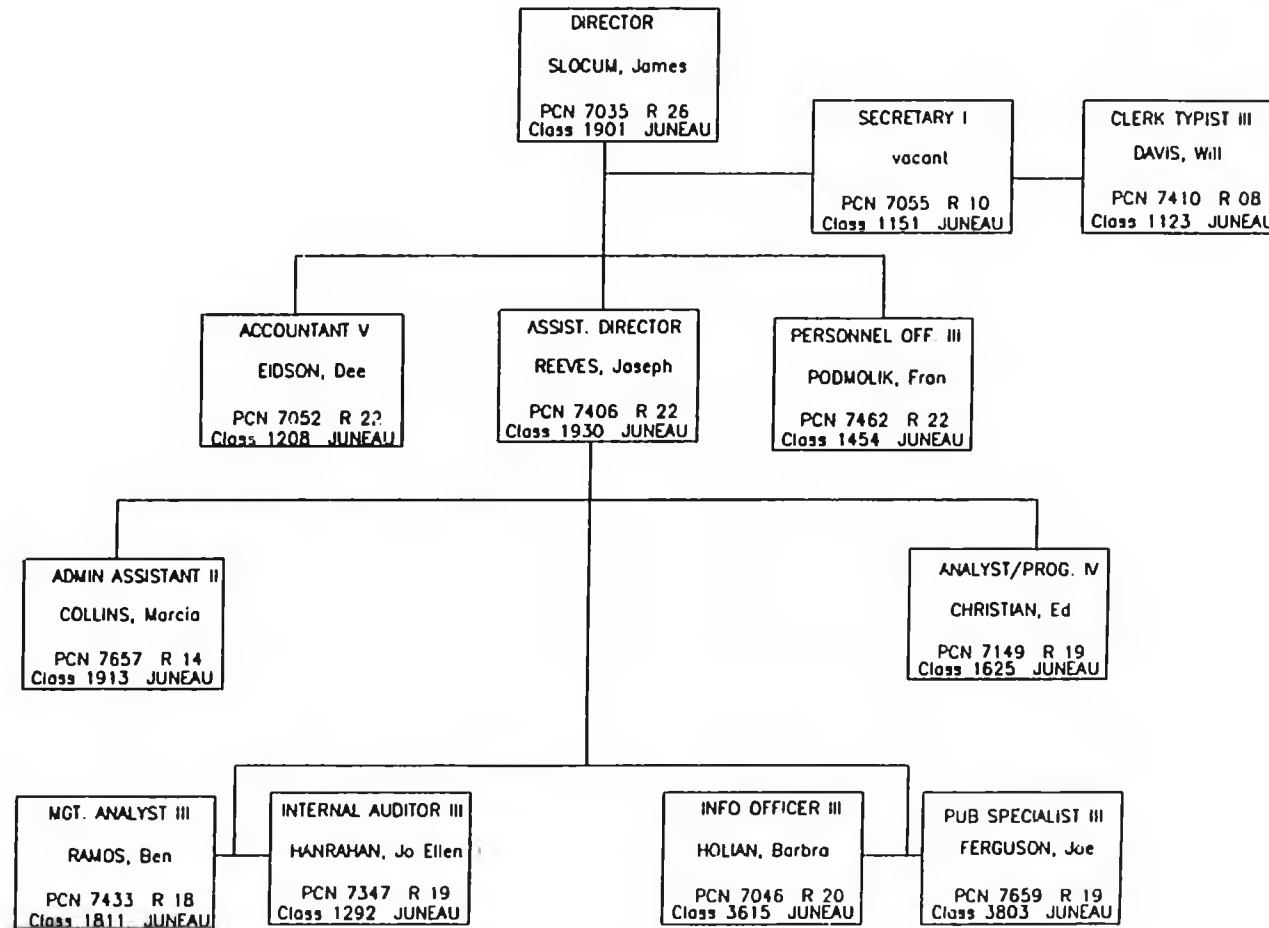 DIRECTOR
SLOCUM, James
PCN 7035 R 26
Class 1901 JUNEAU
SECRETARY I
vacant
PCN 7055 R 10
Class 1151 JUNEAU
CLERK TYPIST III
DAVIS, Will
PCN 7410 R 08
Class 1123 JUNEAU
ACCOUNTANT V
EIDSON, Dee
PCN 7052 R 22
Class 1208 JUNEAU
ASSIST. DIRECTOR
REEVES, Joseph
PCN 7406 R 22
Class 1930 JUNEAU
PERSONNEL OFF. III
PODMOLIK, Fran
PCN 7462 R 22
Class 1454 JUNEAU
ADMIN ASSISTANT II
COLLINS, Marcia
PCN 7657 R 14
Class 1913 JUNEAU
ANALYST/PROG. IV
CHRISTIAN, Ed
PCN 7149 R 19
Class 1625 JUNEAU
MGT. ANALYST III
RAMOS, Ben
PCN 7433 R 18
Class 1811 JUNEAU
INTERNAL AUDITOR III
HANRAHAN, Jo Ellen
PCN 7347 R 19
Class 1292 JUNEAU
INFO OFFICER III
HOLIAN, Barbra
PCN 7046 R 20
Class 3615 JUNEAU
PUB SPECIALIST III
FERGUSON, Joe
PCN 7659 R 19
Class 3803 JUNEAU